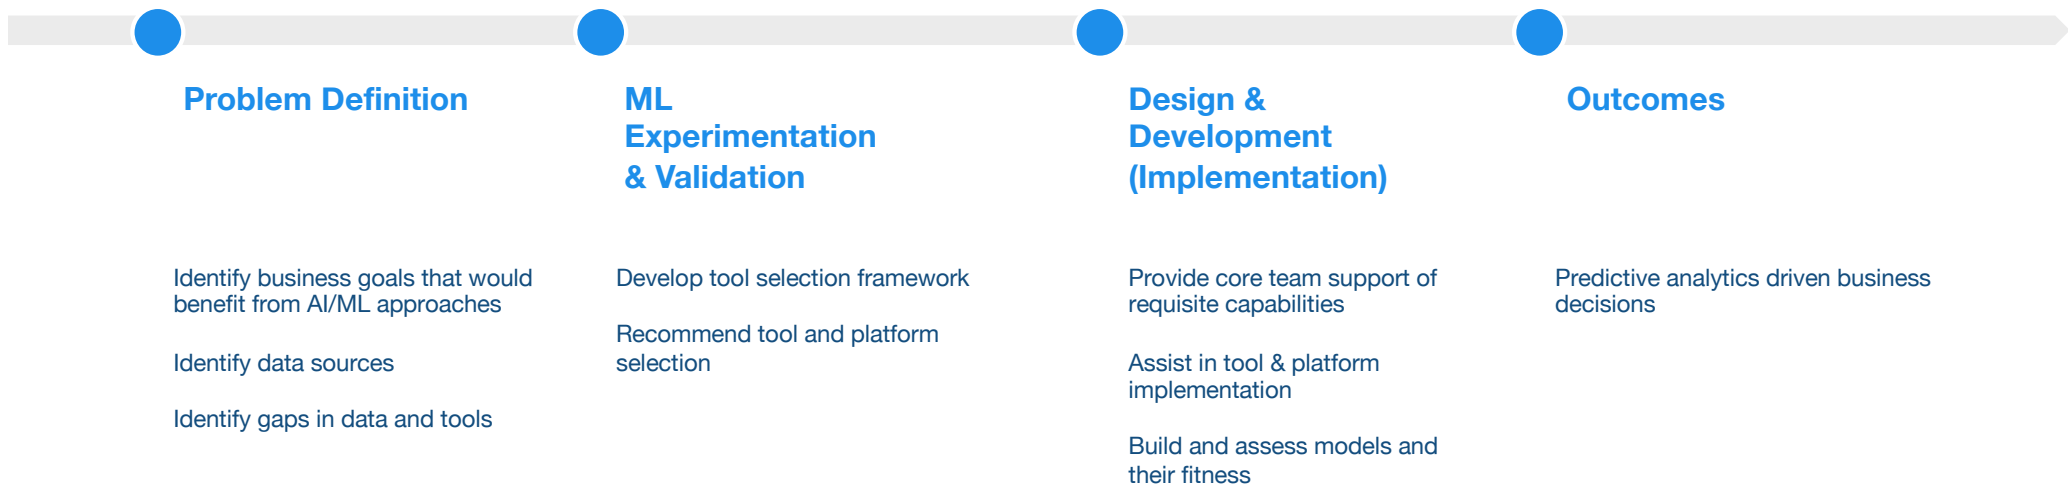 Problem Definition
Identify business goals that would
benefit from AI/ML approaches
Identify data sources
Identify gaps in data and tools
ML
Experimentation
& Validation
Develop tool selection framework
Recommend tool and platform
selection
Design &
Development
(Implementation)
Provide core team support of
requisite capabilities
Assist in tool & platform
implementation
Build and assess models and
their fitness
Outcomes
Predictive analytics driven business
decisions